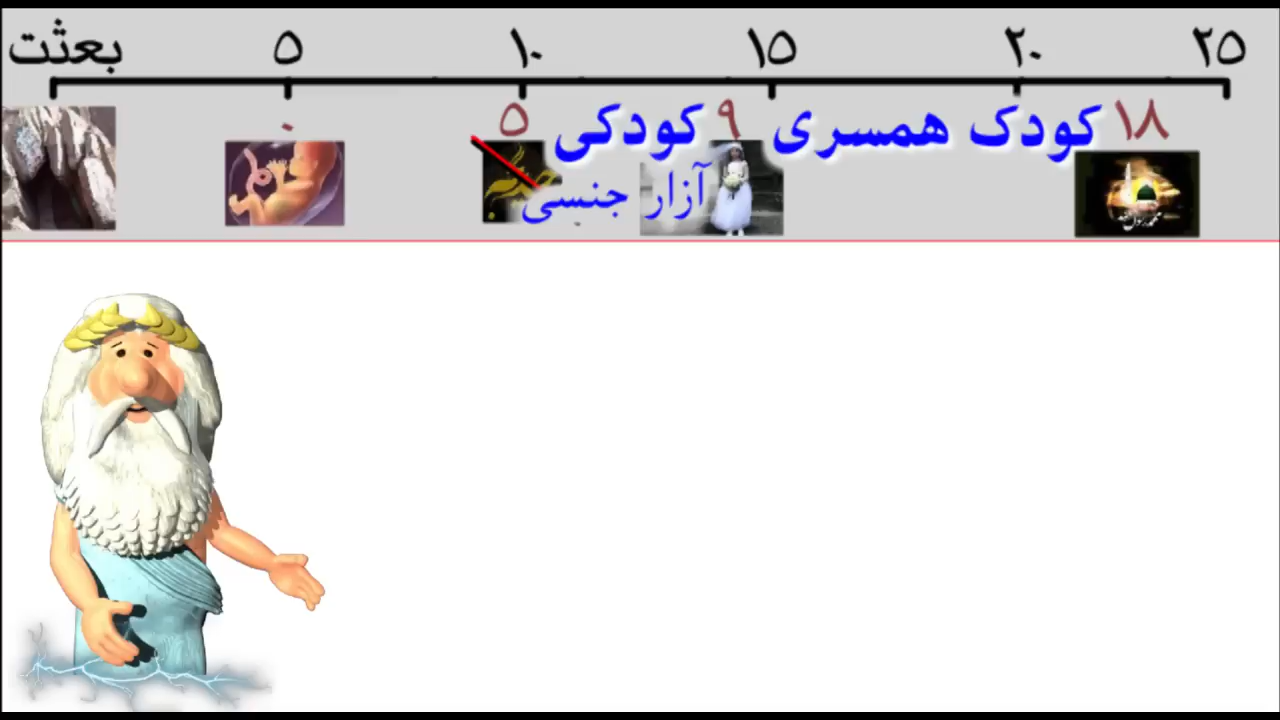 بعثت ۵ ۱۰ ۱۵ ۲۰ ۲۵
۰ ۵ کودکی ۹ کودک همسری ۱۸
آزار جنسی